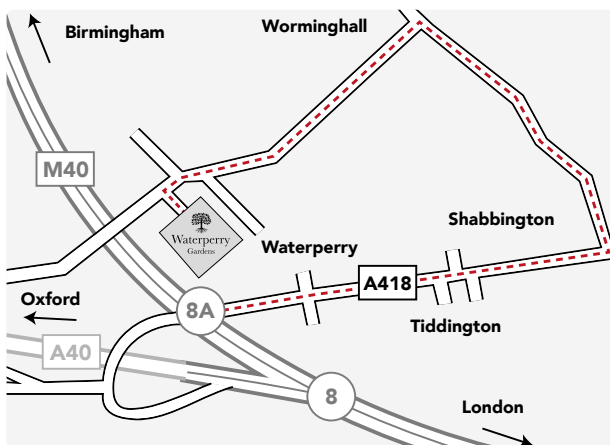 Birmingham
Worminghall
M40
Shabbington
Waterperry
Gardens
Waterperry
A418
Oxford
8A
Tiddington
A40
8
London